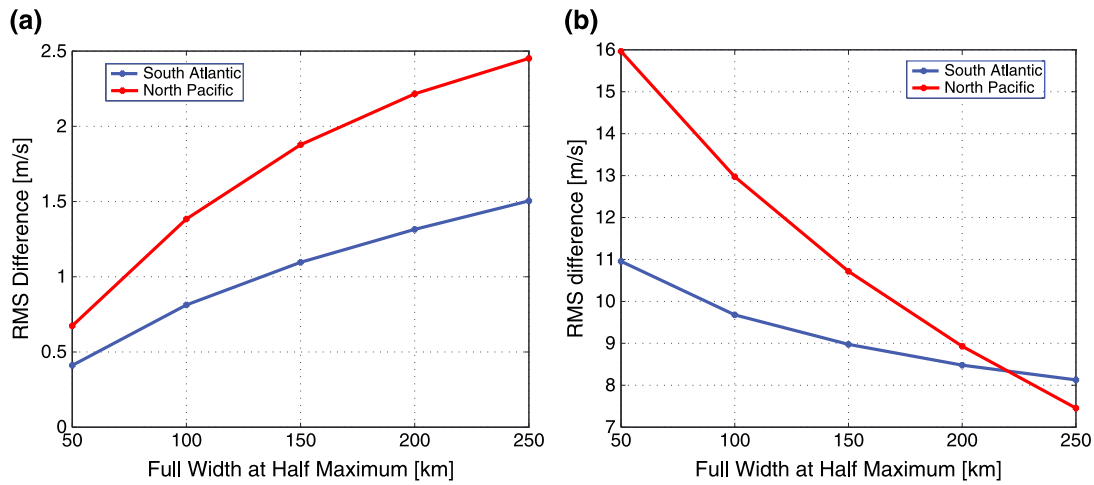 (a)
2.5
2
1.5
1
0.5
0
RMS Difference [m/s]
South Atlantic
North Pacific
50 100 150 200 250
Full Width at Half Maximum [km]
(b)
16
15
14
13
12
11
10
9
8
7
RMS difference [m/s]
South Atlantic
North Pacific
50 100 150 200 250
Full Width at Half Maximum [km]